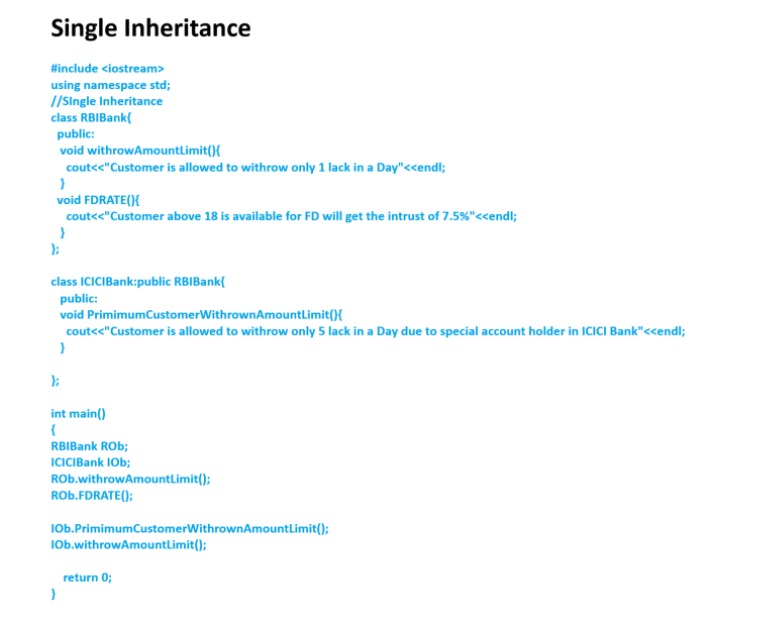 Single Inheritance
#include <iostream>
using namespace std;
//SIngle Inheritance
class RBIBank{
public:
void withrowAmountLimit(){
cout<<"Customer is allowed to withrow only 1 lack in a Day"<<endl;
}
void FDRATE(){
cout<<"Customer above 18 is available for FD will get the intrust of 7.5%"<<endl;
}
};
class ICICIBank:public RBIBank{
public:
void PrimimumCustomerWithrownAmountLimit(){
cout<<"Customer is allowed to withrow only 5 lack in a Day due to special account holder in ICICI Bank"<<endl;
}
};
int main()
{
RBIBank ROb;
ICICIBank IOb;
ROb.withrowAmountLimit();
ROb.FDRATE();
IOb.PrimimumCustomerWithrownAmountLimit();
IOb.withrowAmountLimit();
return 0;
}